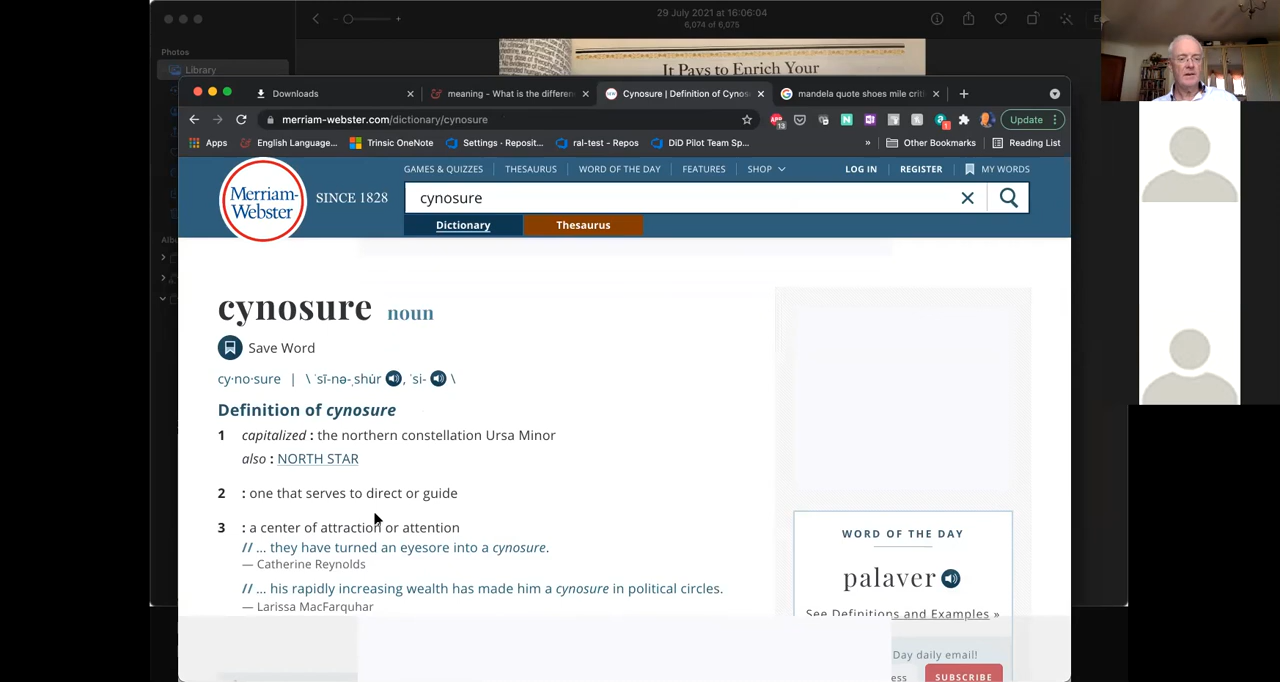 29 July 2021 at 16:06:04
6,074 of 6,075
Photos
Library
It Pays to Enrich Your
Downloads
meaning - What is the differen
Cynosure | Definition of Cynos
mandela quote shoes mile criti
merriam-webster.com/dictionary/cynosure
Update
Apps
English Language...
Trinsic OneNote
Settings · Reposit...
ral-test - Repos
DiD Pilot Team Sp...
»
Other Bookmarks
Reading List
GAMES & QUIZZES
THESAURUS
WORD OF THE DAY
FEATURES
SHOP
LOG IN
REGISTER
MY WORDS
Merriam-
Webster
SINCE 1828
cynosure
Dictionary
Thesaurus
cynosure noun
Save Word
cy·no·sure | \ ˈsī-nə-ˌshu̇r , ˈsi- \
Definition of cynosure
1 capitalized : the northern constellation Ursa Minor
also : NORTH STAR
2 : one that serves to direct or guide
3 : a center of attraction or attention
// ... they have turned an eyesore into a cynosure.
— Catherine Reynolds
// ... his rapidly increasing wealth has made him a cynosure in political circles.
— Larissa MacFarquhar
WORD OF THE DAY
palaver
See Definitions and Examples »
Day daily email!
SUBSCRIBE